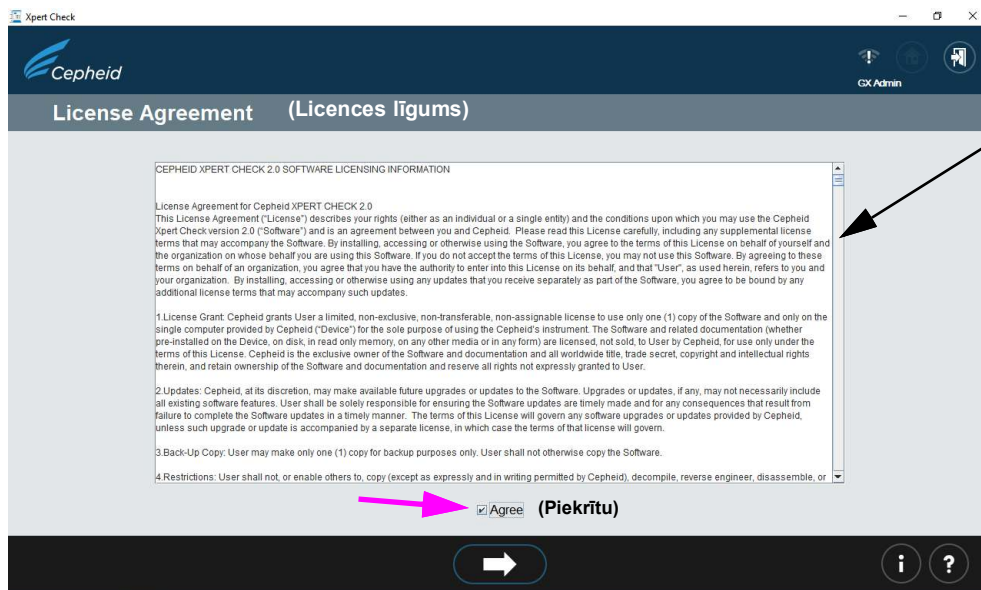 Xpert Check
Cepheid
GX Admin
License Agreement (Licences līgums)
CEPHEID XPERT CHECK 2.0 SOFTWARE LICENSING INFORMATION
License Agreement for Cepheid XPERT CHECK 2.0
This License Agreement ("License") describes your rights (either as an individual or a single entity) and the conditions upon which you may use the Cepheid
Xpert Check version 2.0 ("Software") and is an agreement between you and Cepheid. Please read this License carefully, including any supplemental license
terms that may accompany the Software. By installing, accessing or otherwise using the Software, you agree to the terms of this License on behalf of yourself and
the organization on whose behalf you are using this Software. If you do not accept the terms of this License, you may not use this Software. By agreeing to these
terms on behalf of an organization, you agree that you have the authority to enter into this License on its behalf, and that "User", as used herein, refers to you and
your organization. By installing, accessing or otherwise using any updates that you receive separately as part of the Software, you agree to be bound by any
additional license terms that may accompany such updates.
1.License Grant: Cepheid grants User a limited, non-exclusive, non-transferable, non-assignable license to use only one (1) copy of the Software and only on the
single computer provided by Cepheid ("Device") for the sole purpose of using the Cepheid's instrument. The Software and related documentation (whether
pre-installed on the Device, on disk, in read only memory, on any other media or in any form) are licensed, not sold, to User by Cepheid, for use only under the
terms of this License. Cepheid is the exclusive owner of the Software and documentation and all worldwide title, trade secret, copyright and intellectual rights
therein, and retain ownership of the Software and documentation and reserve all rights not expressly granted to User.
2.Updates: Cepheid, at its discretion, may make available future upgrades or updates to the Software. Upgrades or updates, if any, may not necessarily include
all existing software features. User shall be solely responsible for ensuring the Software updates are timely made and for any consequences that result from
failure to complete the Software updates in a timely manner. The terms of this License will govern any software upgrades or updates provided by Cepheid,
unless such upgrade or update is accompanied by a separate license, in which case the terms of that license will govern.
3.Back-Up Copy: User may make only one (1) copy for backup purposes only. User shall not otherwise copy the Software.
4.Restrictions: User shall not, or enable others to, copy (except as expressly and in writing permitted by Cepheid), decompile, reverse engineer, disassemble, or
Agree (Piekrītu)
i ?